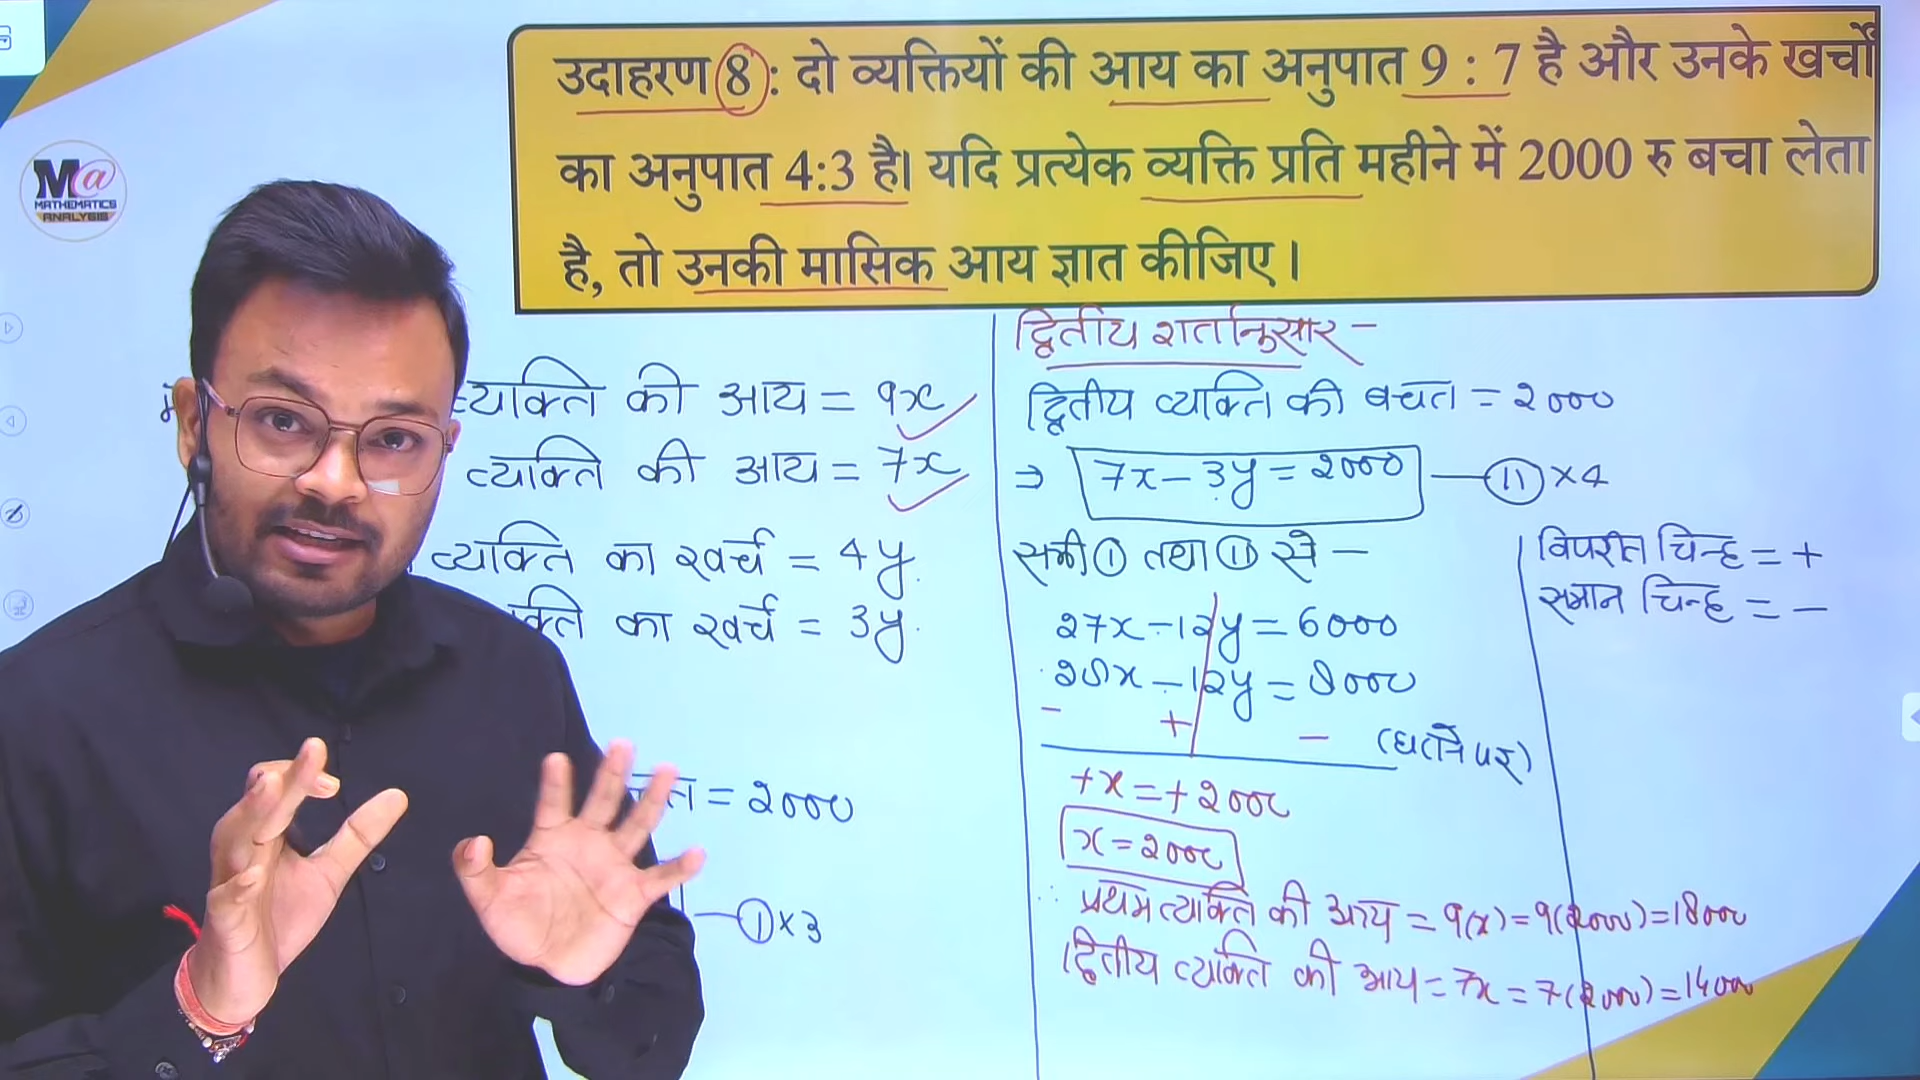 उदाहरण 8 : दो व्यक्तियों की आय का अनुपात 9 : 7 है और उनके खर्चों
का अनुपात 4:3 है। यदि प्रत्येक व्यक्ति प्रति महीने में 2000 रु बचा लेता
है, तो उनकी मासिक आय ज्ञात कीजिए।
M@
MATHEMATICS
ANALYSIS
व्यक्ति की आय = 9x
व्यक्ति की आय = 7x
व्यक्ति का खर्च = 4y
का खर्च = 3y
= 2000
① ×3
द्वितीय शर्तानुसार –
द्वितीय व्यक्ति की बचत = 2000
⇒ 7x – 3y = 2000 — ⑪ ×4
समी ① तथा ⑪ से –
27x – 12y = 6000
28x – 12y = 8000
– + – (घटाने पर)
+x = +2000
x = 2000
∴ प्रथम व्यक्ति की आय = 9(x) = 9(2000) = 18000
द्वितीय व्यक्ति की आय = 7x = 7(2000) = 14000
विपरीत चिन्ह = +
समान चिन्ह = –